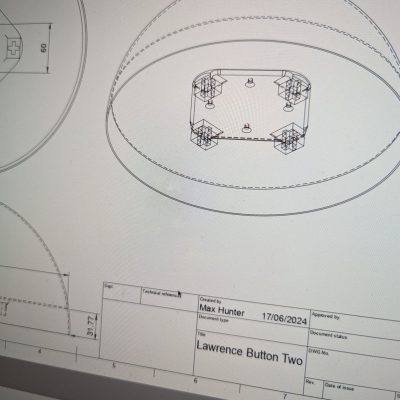 60
31.77
Dept.
Technical reference
Created by
Max Hunter 17/06/2024
Approved by
Document type
Document status
Title
Lawrence Button Two
DWG No.
Rev.
Date of issue
4
5
6
7